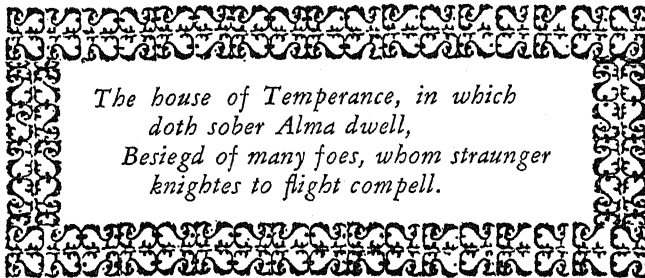 The house of Temperance, in which
doth sober Alma dwell,
Besiegd of many foes, whom straunger
knightes to flight compell.